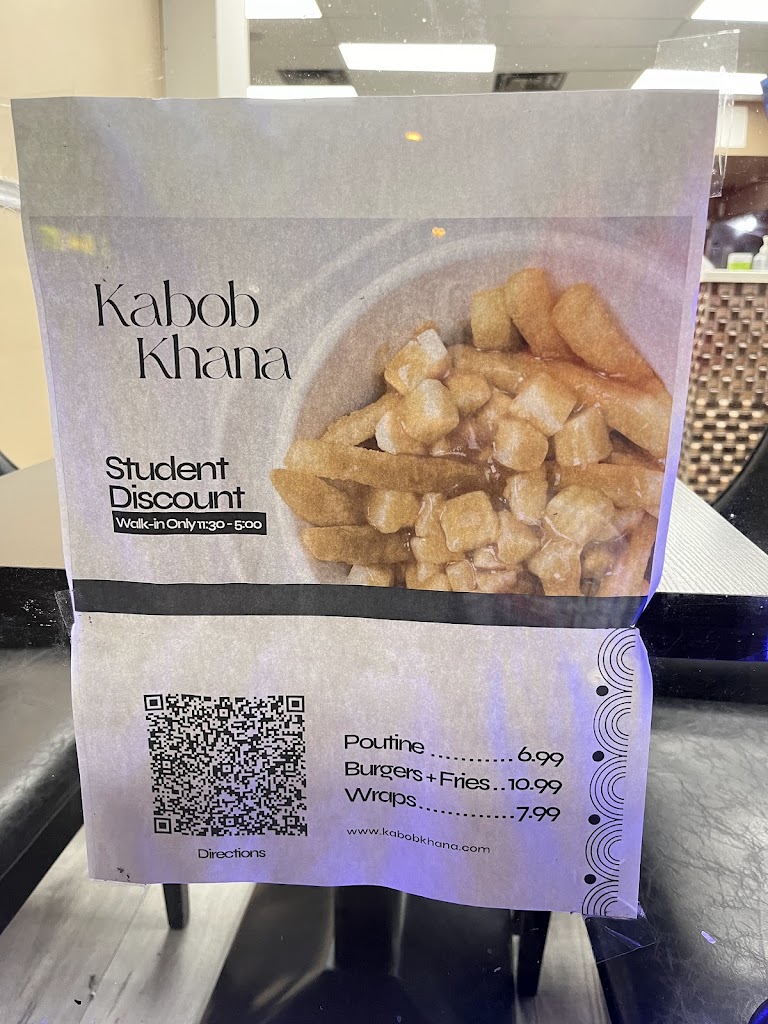 Kabob
Khana
Student
Discount
Walk-in Only 11:30 - 5:00
Poutine ...........6.99
Burgers + Fries..10.99
Wraps.............7.99
www.kabobkhana.com
Directions